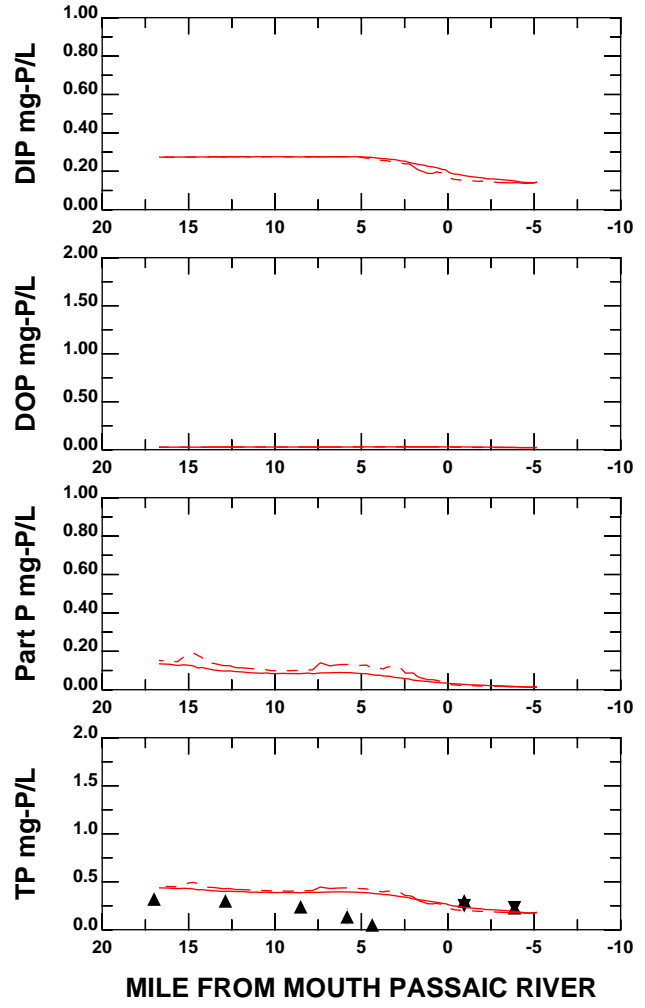 DIP mg-P/L
1.00
0.80
0.60
0.40
0.20
0.00
20 15 10 5 0 -5 -10
DOP mg-P/L
2.00
1.50
1.00
0.50
0.00
20 15 10 5 0 -5 -10
Part P mg-P/L
1.00
0.80
0.60
0.40
0.20
0.00
20 15 10 5 0 -5 -10
TP mg-P/L
2.0
1.5
1.0
0.5
0.0
20 15 10 5 0 -5 -10
MILE FROM MOUTH PASSAIC RIVER